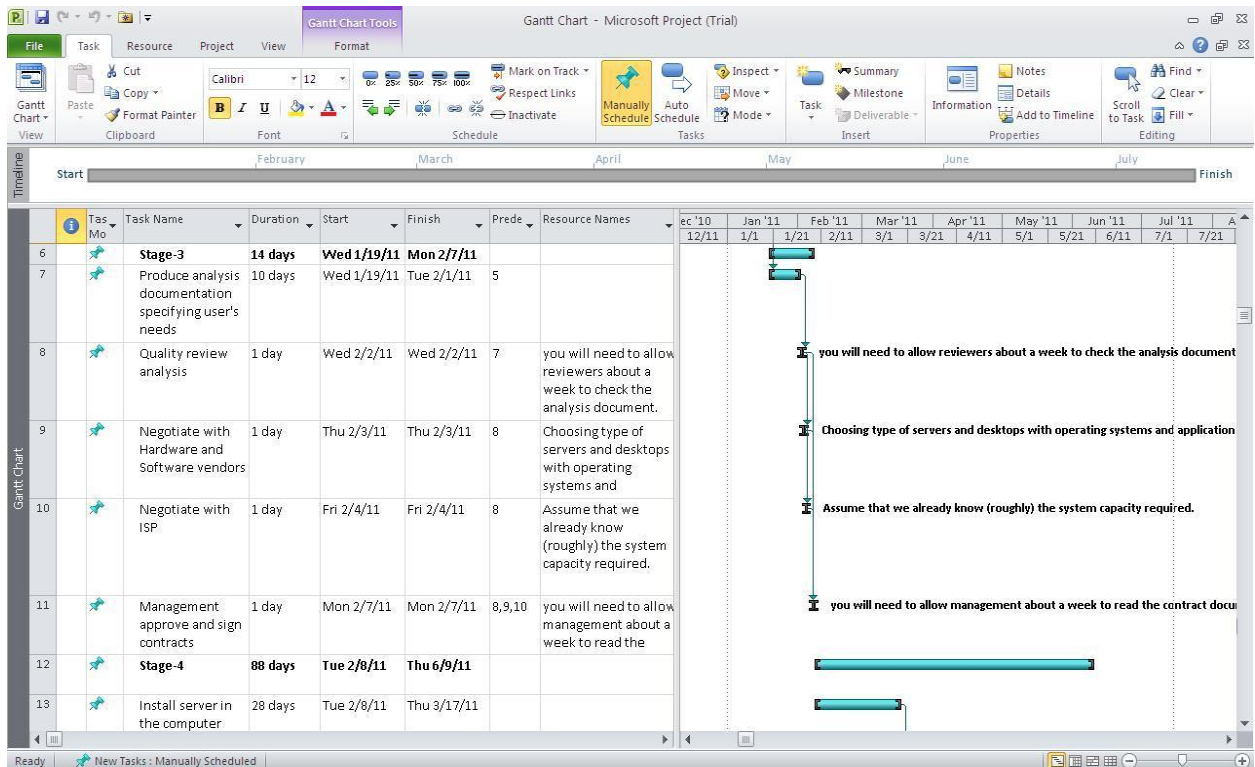 Gantt Chart Tools
Gantt Chart - Microsoft Project (Trial)
File Task Resource Project View Format
Gantt Chart
View
Paste
Cut
Copy
Format Painter
Clipboard
Calibri 12
B I U A
Font
0% 25% 50% 75% 100%
Mark on Track
Respect Links
Inactivate
Schedule
Manually Schedule
Auto Schedule
Inspect
Move
Mode
Tasks
Task
Summary
Milestone
Deliverable
Insert
Information
Notes
Details
Add to Timeline
Properties
Scroll to Task
Find
Clear
Fill
Editing
Timeline
February March April May June July
Start
Finish
Tas Mo Task Name Duration Start Finish Prede Resource Names
ec '10 Jan '11 Feb '11 Mar '11 Apr '11 May '11 Jun '11 Jul '11 A
12/11 1/1 1/21 2/11 3/1 3/21 4/11 5/1 5/21 6/11 7/1 7/21
Gantt Chart
6 Stage-3 14 days Wed 1/19/11 Mon 2/7/11
7 Produce analysis 10 days Wed 1/19/11 Tue 2/1/11 5
documentation
specifying user's
needs
8 Quality review 1 day Wed 2/2/11 Wed 2/2/11 7 you will need to allow
analysis reviewers about a
week to check the
analysis document.
you will need to allow reviewers about a week to check the analysis document
9 Negotiate with 1 day Thu 2/3/11 Thu 2/3/11 8 Choosing type of
Hardware and servers and desktops
Software vendors with operating
systems and
Choosing type of servers and desktops with operating systems and application
10 Negotiate with 1 day Fri 2/4/11 Fri 2/4/11 8 Assume that we
ISP already know
(roughly) the system
capacity required.
Assume that we already know (roughly) the system capacity required.
11 Management 1 day Mon 2/7/11 Mon 2/7/11 8,9,10 you will need to allow
approve and sign management about a
contracts week to read the
you will need to allow management about a week to read the contract docu
12 Stage-4 88 days Tue 2/8/11 Thu 6/9/11
13 Install server in 28 days Tue 2/8/11 Thu 3/17/11
the computer
Ready New Tasks : Manually Scheduled